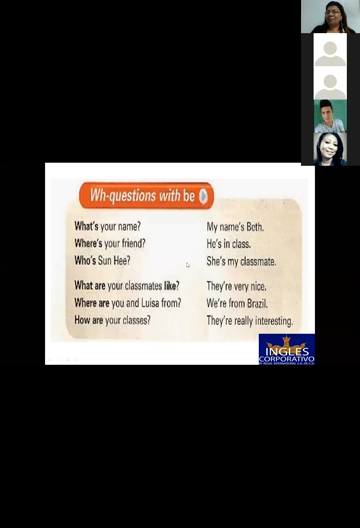 Wh-questions with be
What's your name? My name's Beth.
Where's your friend? He's in class.
Who's Sun Hee? She's my classmate.
What are your classmates like? They're very nice.
Where are you and Luisa from? We're from Brazil.
How are your classes? They're really interesting.
INGLES
CORPORATIVO